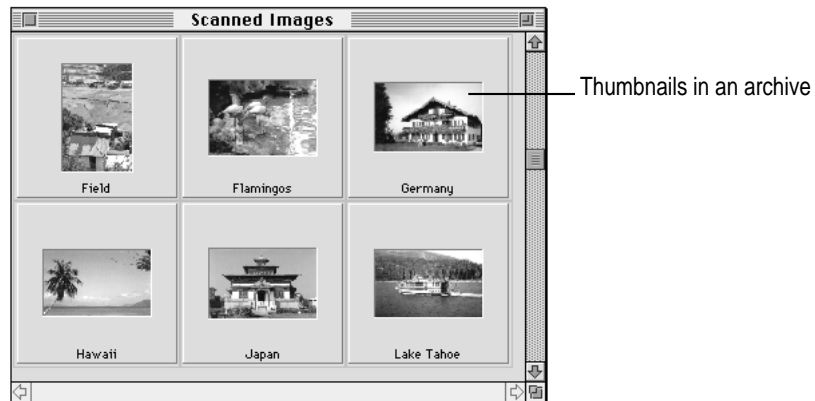 Scanned Images
Thumbnails in an archive
Field
Flamingos
Germany
Hawaii
Japan
Lake Tahoe